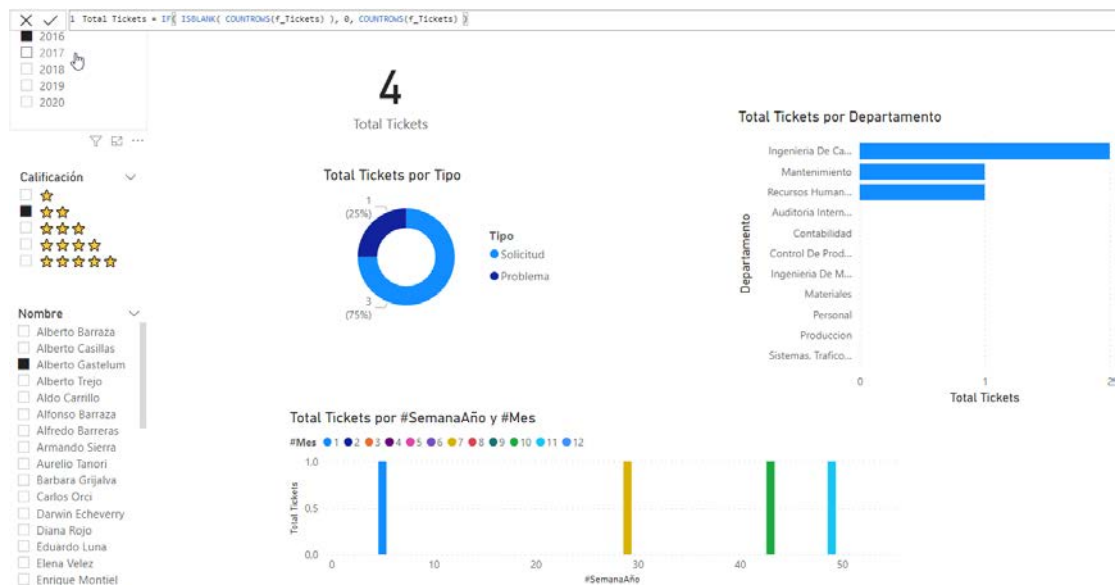 1 Total Tickets = IF( ISBLANK( COUNTROWS(f_Tickets) ), 0, COUNTROWS(f_Tickets) )
2016
2017
2018
2019
2020
4
Total Tickets
Calificación
Nombre
Alberto Barraza
Alberto Casillas
Alberto Gastelum
Alberto Trejo
Aldo Carrillo
Alfonso Barraza
Alfredo Barreras
Armando Sierra
Aurelio Tanori
Barbara Grijalva
Carlos Orci
Darwin Echeverry
Diana Rojo
Eduardo Luna
Elena Velez
Enrique Montiel
Total Tickets por Tipo
1
(25%)
3
(75%)
Tipo
Solicitud
Problema
Total Tickets por Departamento
Departamento
Ingenieria De Ca...
Mantenimiento
Recursos Human...
Auditoria Intern...
Contabilidad
Control De Prod...
Ingenieria De M...
Materiales
Personal
Produccion
Sistemas. Trafico...
0 1
Total Tickets
Total Tickets por #SemanaAño y #Mes
#Mes 1 2 3 4 5 6 7 8 9 10 11 12
Total Tickets
1.0
0.5
0.0
0 10 20 30 40 50
#SemanaAño